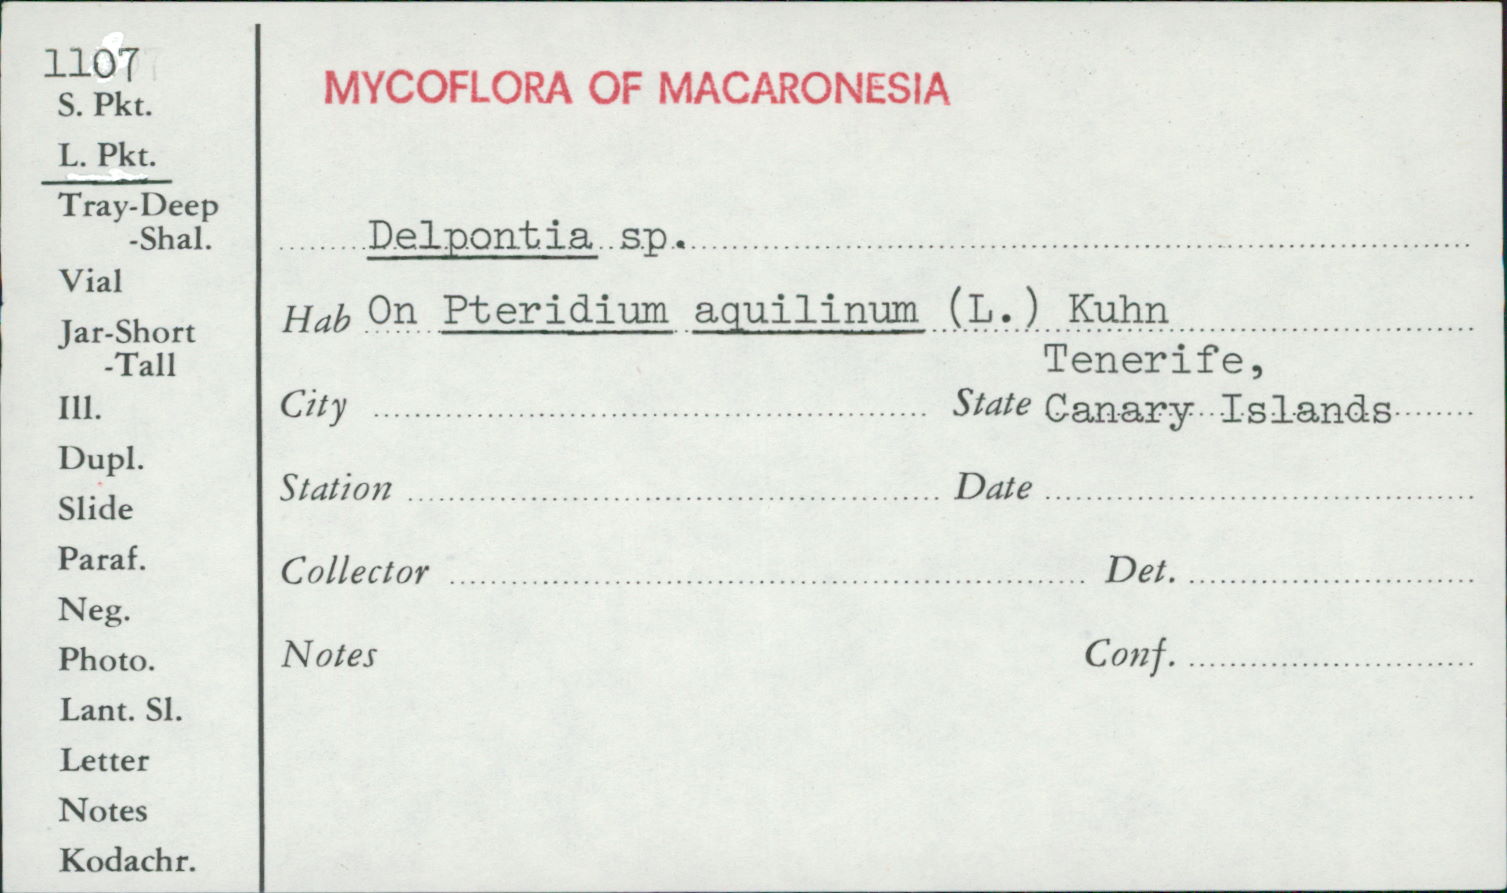 1107
S. Pkt.
L. Pkt.
Tray-Deep
-Shal.
Vial
Jar-Short
-Tall
Ill.
Dupl.
Slide
Paraf.
Neg.
Photo.
Lant. Sl.
Letter
Notes
Kodachr.
MYCOFLORA OF MACARONESIA
Delpontia sp.
Hab On Pteridium aquilinum (L.) Kuhn
Tenerife,
City State Canary Islands
Station Date
Collector Det.
Notes Conf.